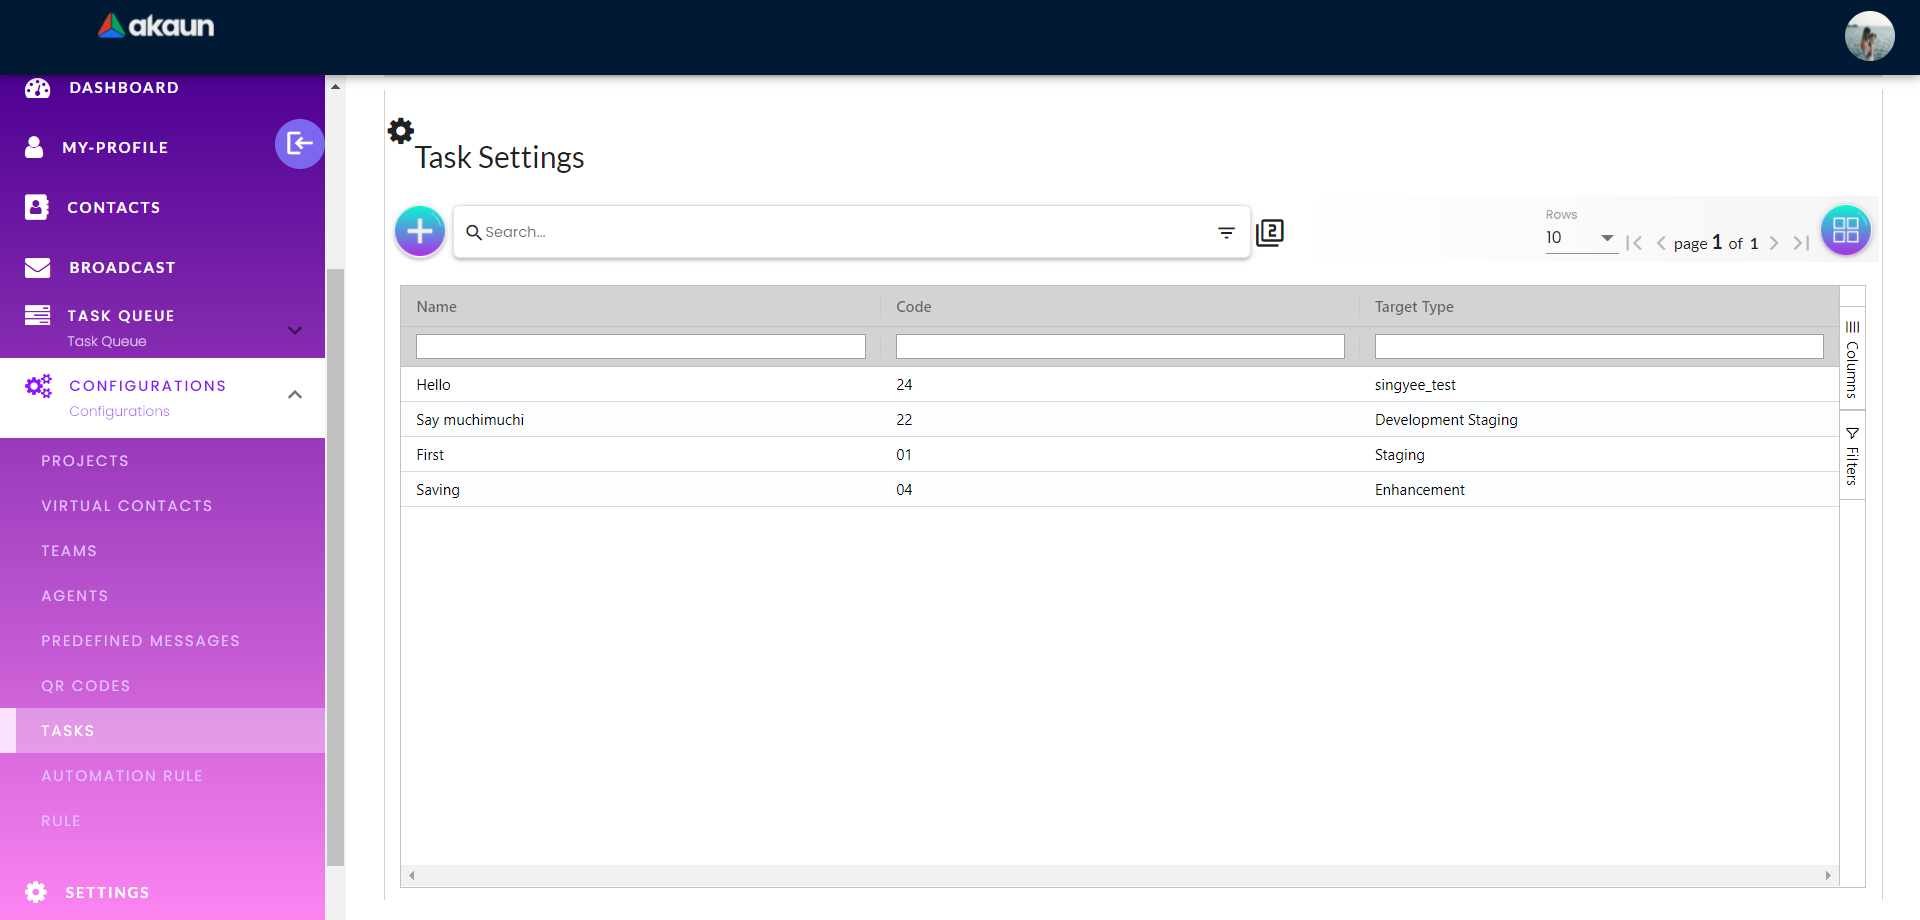 akaun
DASHBOARD
MY-PROFILE
CONTACTS
BROADCAST
TASK QUEUE
Task Queue
CONFIGURATIONS
Configurations
PROJECTS
VIRTUAL CONTACTS
TEAMS
AGENTS
PREDEFINED MESSAGES
QR CODES
TASKS
AUTOMATION RULE
RULE
SETTINGS
Task Settings
Search...
2
Rows
10
page 1 of 1
Name Code Target Type
Hello 24 singyee_test
Say muchimuchi 22 Development Staging
First 01 Staging
Saving 04 Enhancement
Columns
Filters